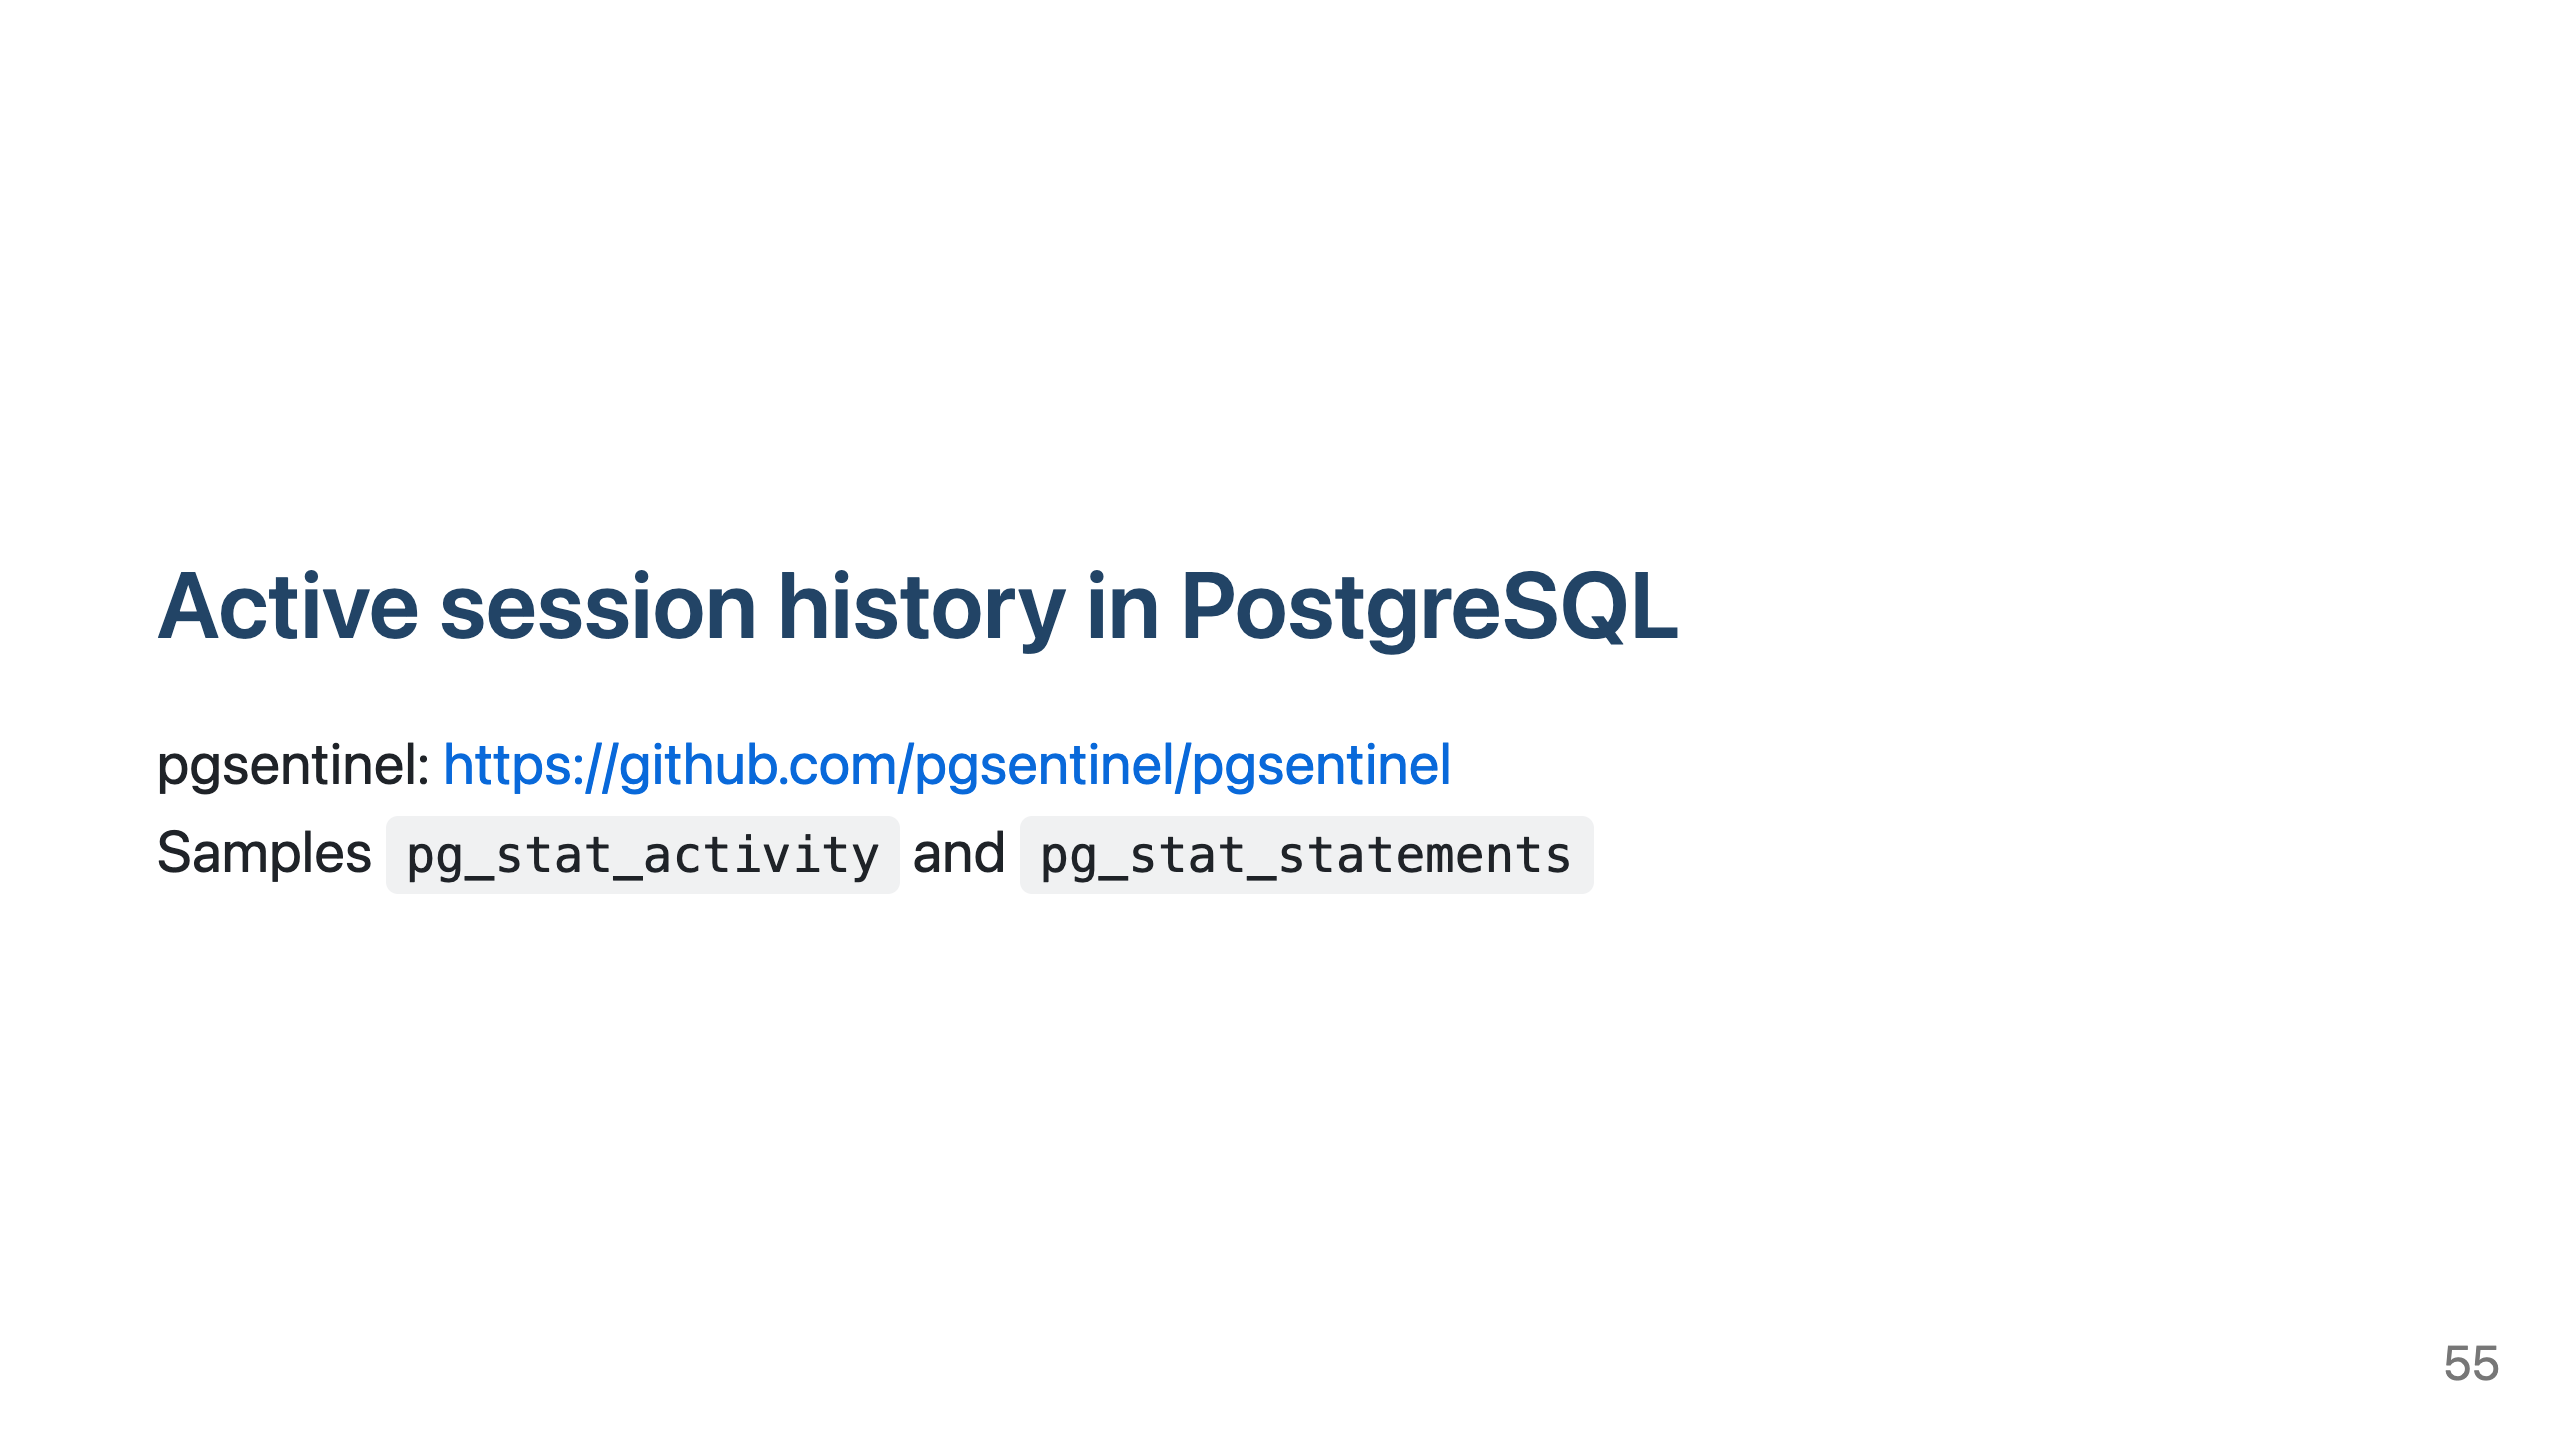 Active session history in PostgreSQL
pgsentinel: https://github.com/pgsentinel/pgsentinel
Samples pg_stat_activity and pg_stat_statements
55